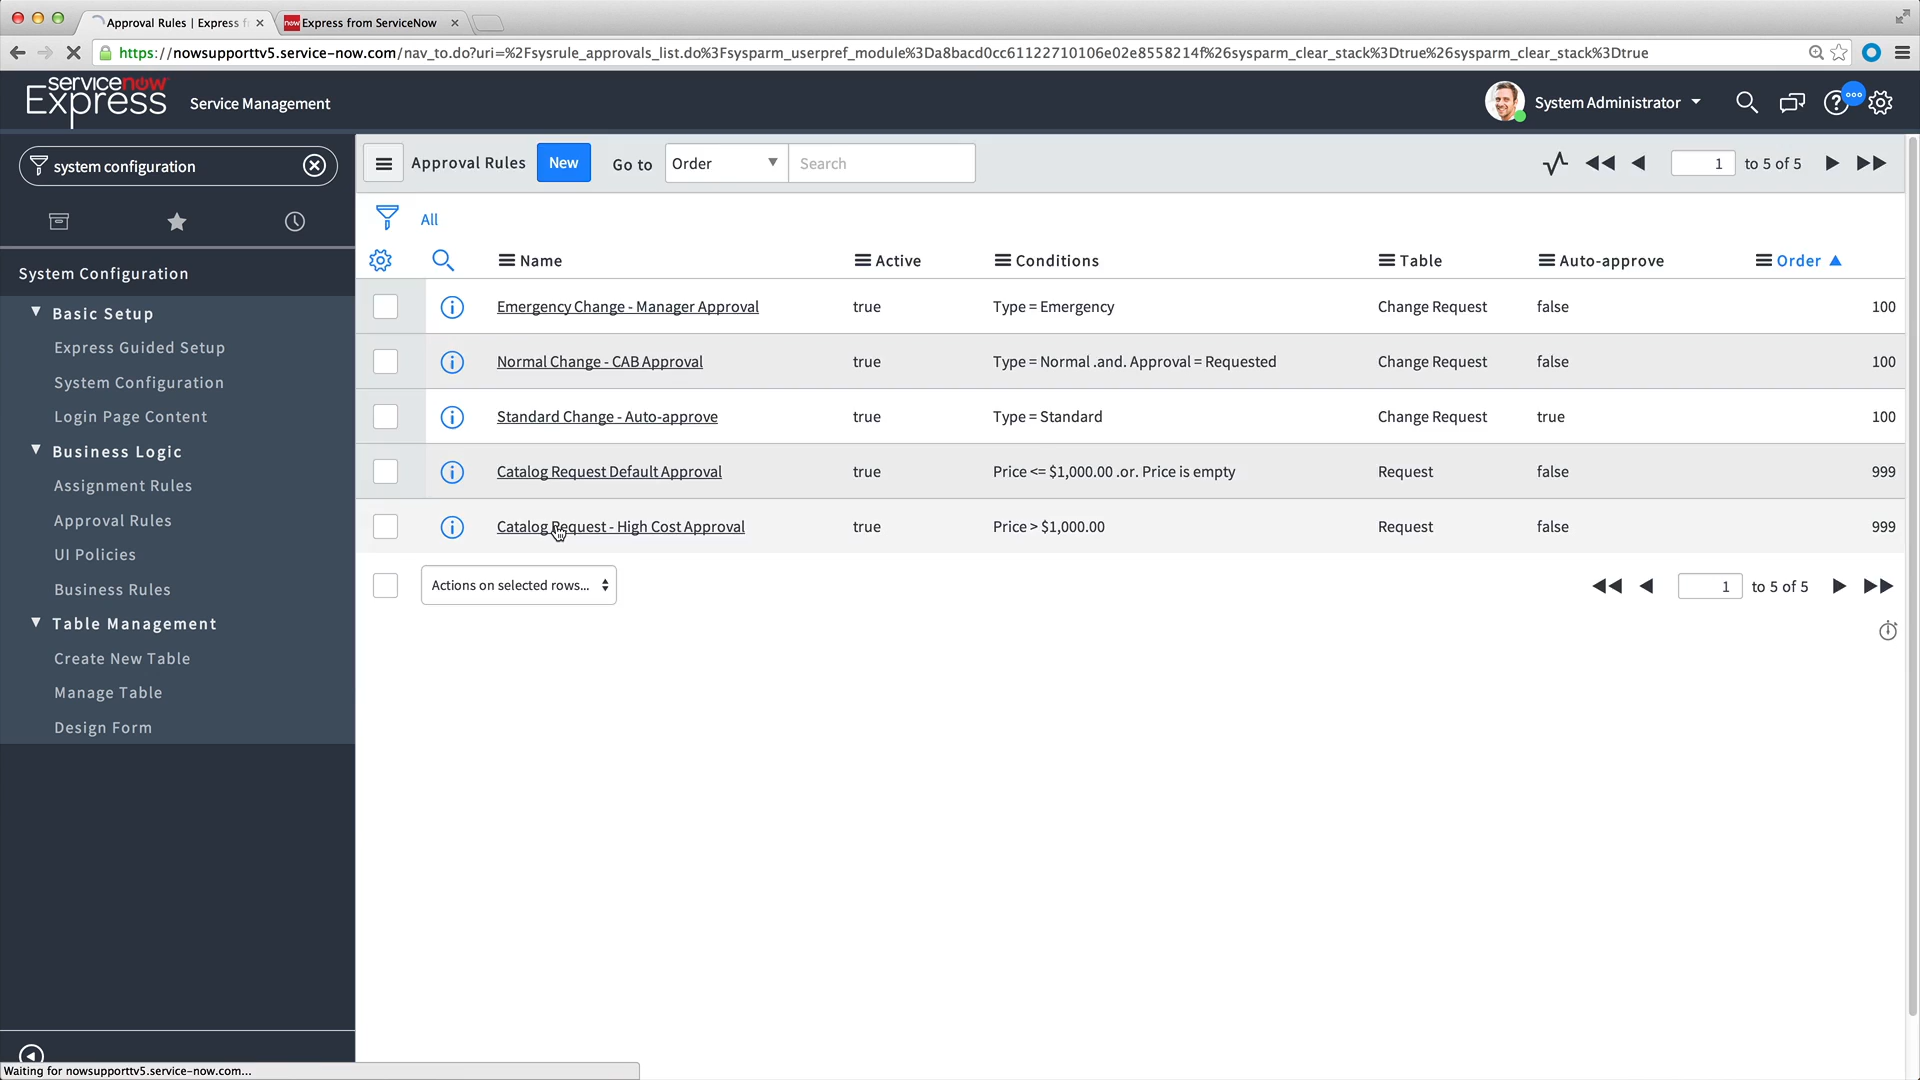 Approval Rules | Express f
Express from ServiceNow
https://nowsupporttv5.service-now.com/nav_to.do?uri=%2Fsysrule_approvals_list.do%3Fsysparm_userpref_module%3Da8bacd0cc61122710106e02e8558214f%26sysparm_clear_stack%3Dtrue%26sysparm_clear_stack%3Dtrue
servicenow
Express
Service Management
System Administrator
system configuration
Approval Rules New Go to Order Search 1 to 5 of 5
All
Name Active Conditions Table Auto-approve Order
Emergency Change - Manager Approval true Type = Emergency Change Request false 100
Normal Change - CAB Approval true Type = Normal .and. Approval = Requested Change Request false 100
Standard Change - Auto-approve true Type = Standard Change Request true 100
Catalog Request Default Approval true Price <= $1,000.00 .or. Price is empty Request false 999
Catalog Request - High Cost Approval true Price > $1,000.00 Request false 999
Actions on selected rows... 1 to 5 of 5
System Configuration
Basic Setup
Express Guided Setup
System Configuration
Login Page Content
Business Logic
Assignment Rules
Approval Rules
UI Policies
Business Rules
Table Management
Create New Table
Manage Table
Design Form
Waiting for nowsupporttv5.service-now.com...